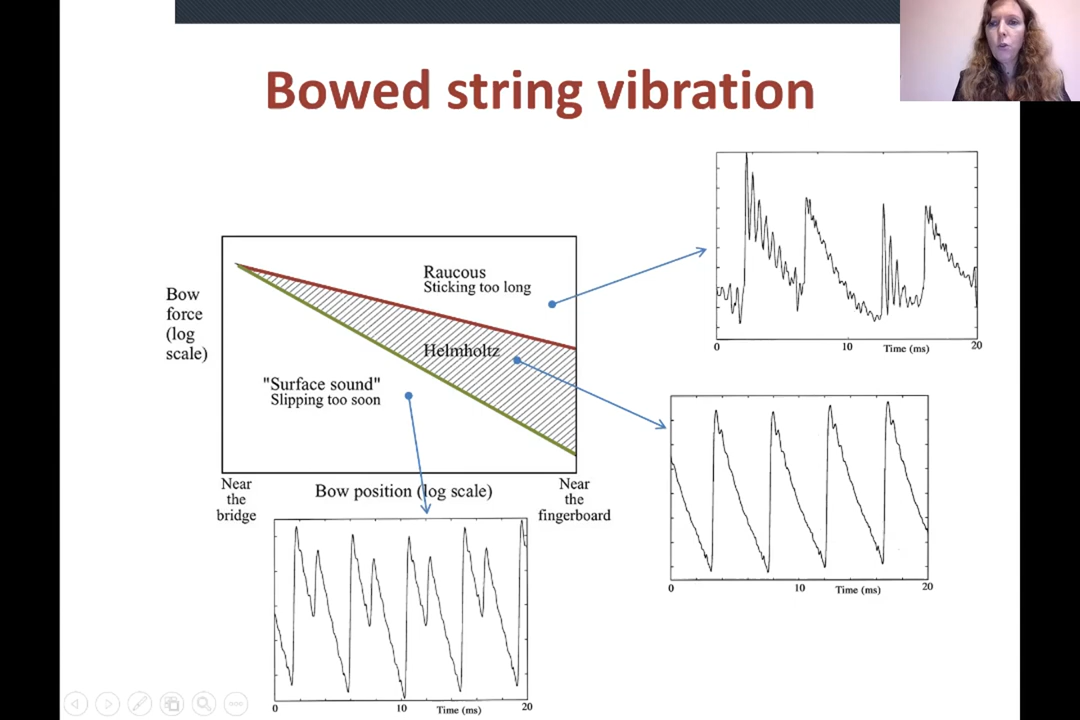 Bowed string vibration
Bow
force
(log
scale)
Raucous
Sticking too long
Helmholtz
"Surface sound"
Slipping too soon
Near
the
bridge
Bow position (log scale)
Near
the
fingerboard
0 10 Time (ms) 20
0 10 Time (ms) 20
0 10 Time (ms) 20